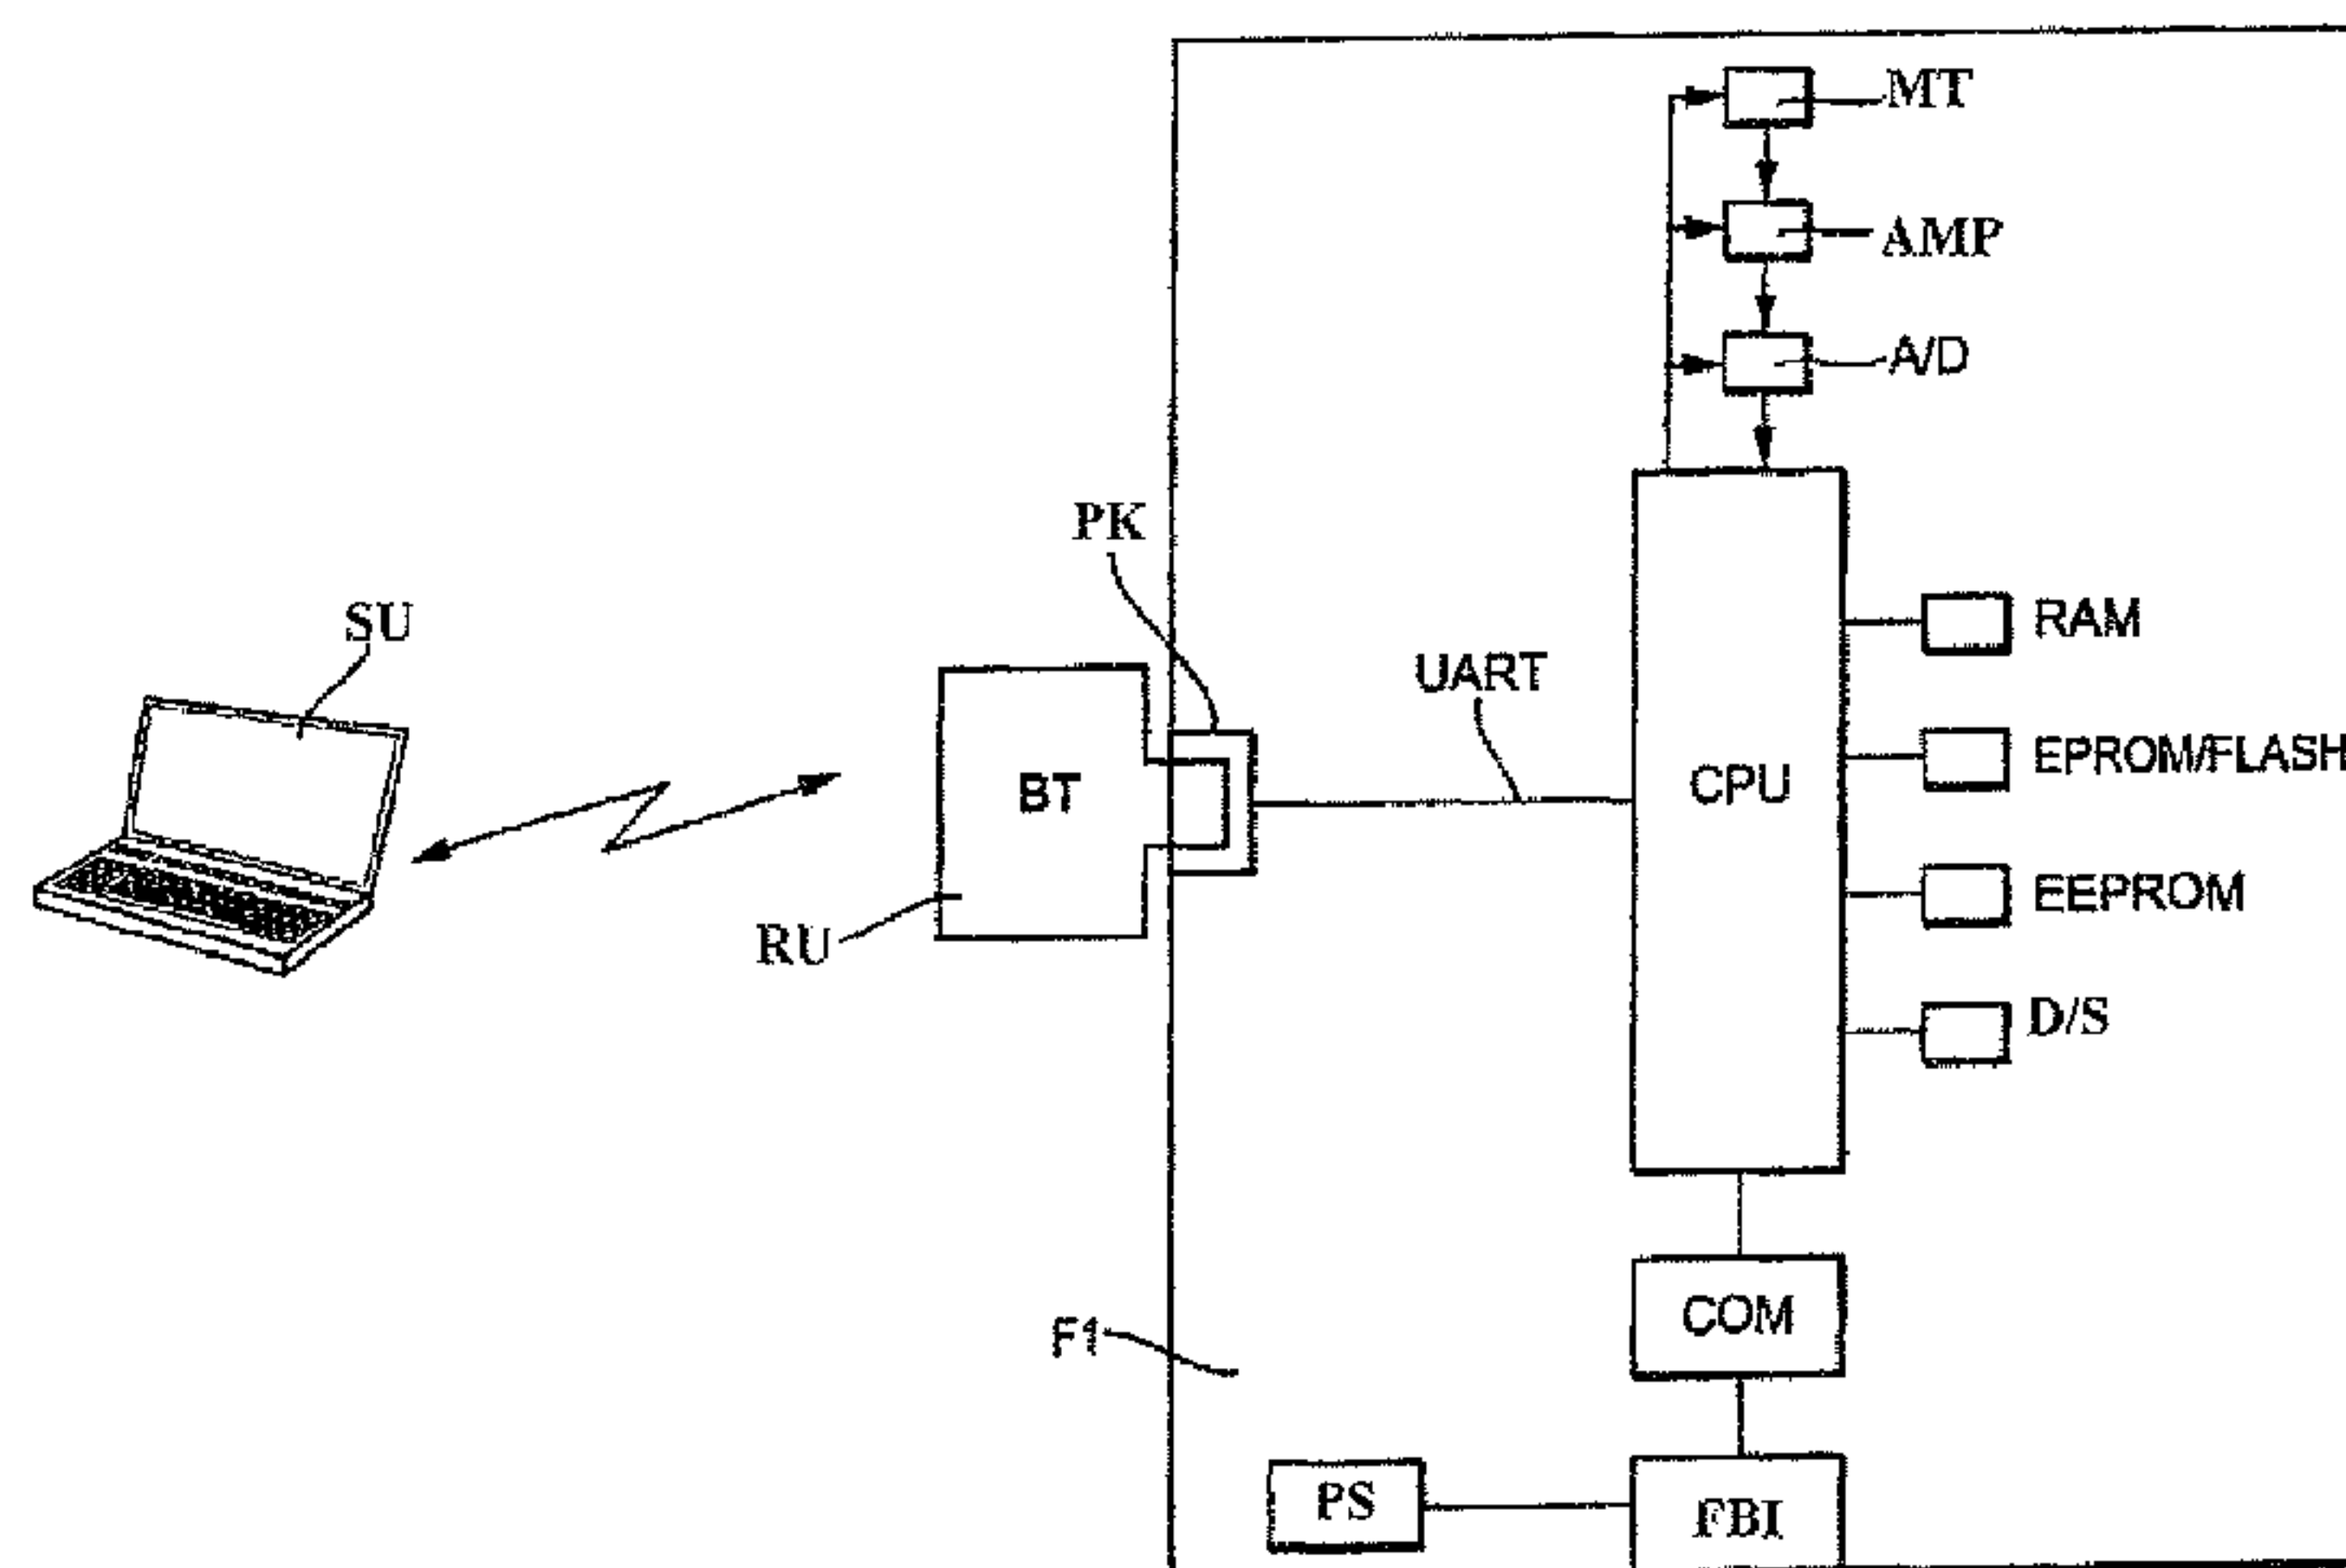 MT
AMP
A/D
PK
SU
RAM
UART
EPROM/FLASH
CPU
BT
EEPROM
RU
D/S
COM
F1
PS
FBI